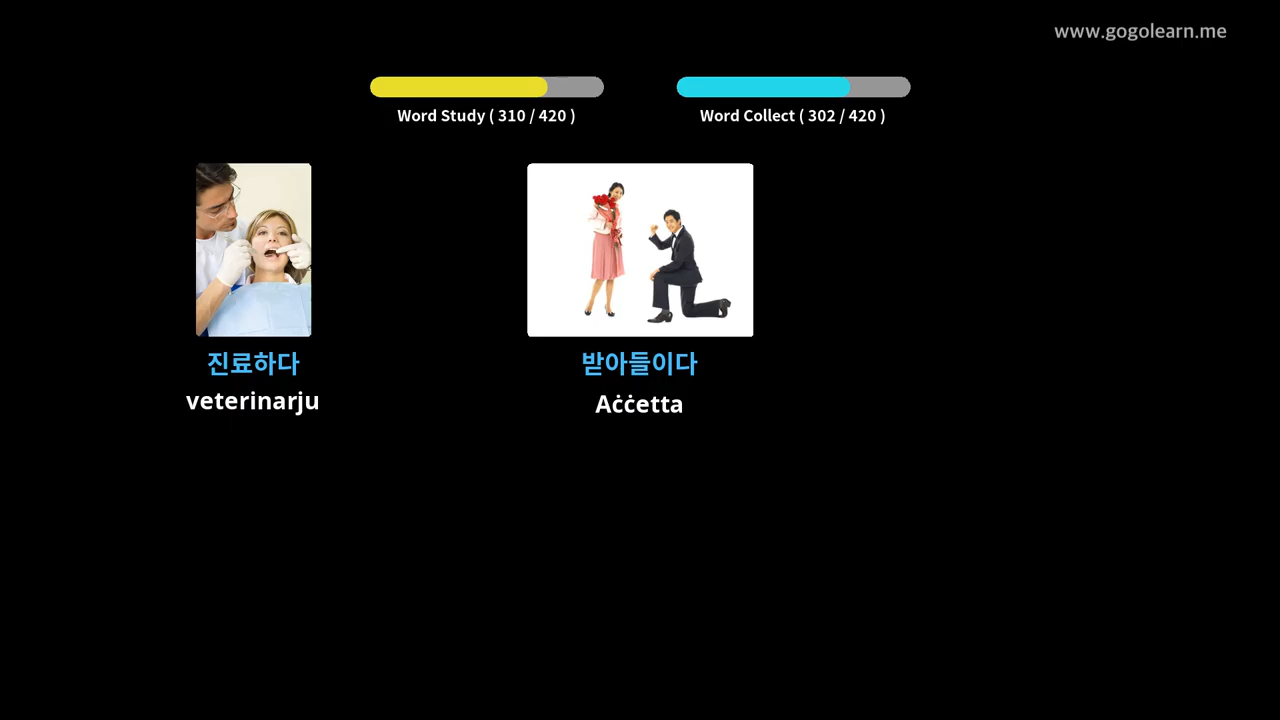 www.gogolearn.me
Word Study ( 310 / 420 )
Word Collect ( 302 / 420 )
진료하다
veterinarju
받아들이다
Aċċetta